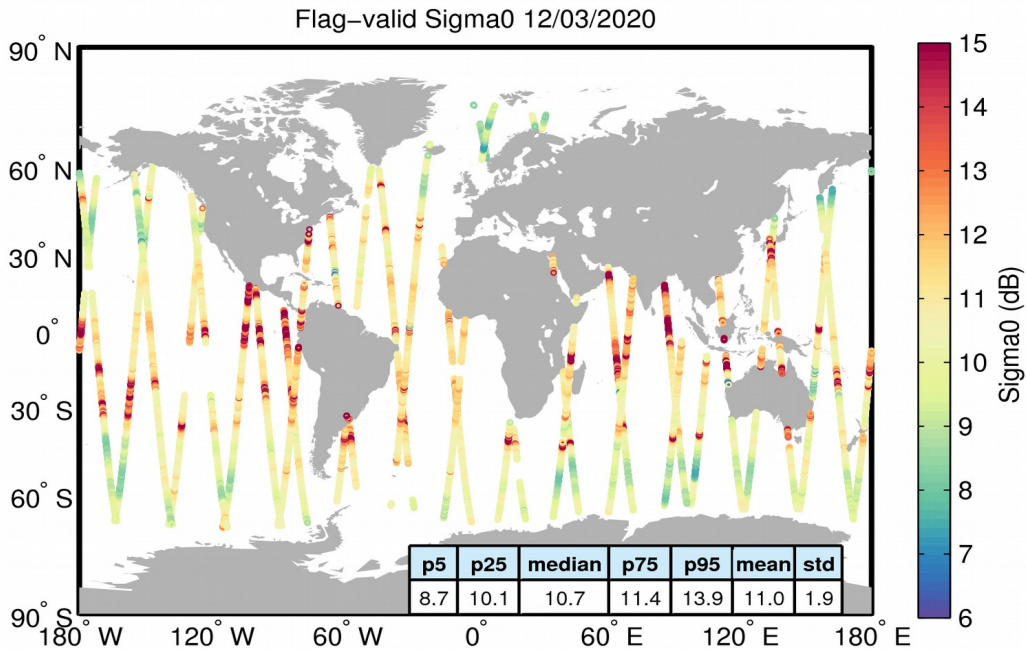 Flag−valid Sigma0 12/03/2020
90° N
60° N
30° N
0°
30° S
60° S
90° S
180° W
120° W
60° W
0°
60° E
120° E
180° E
p5 p25 median p75 p95 mean std
8.7 10.1 10.7 11.4 13.9 11.0 1.9
15
14
13
12
11
10
9
8
7
6
Sigma0 (dB)